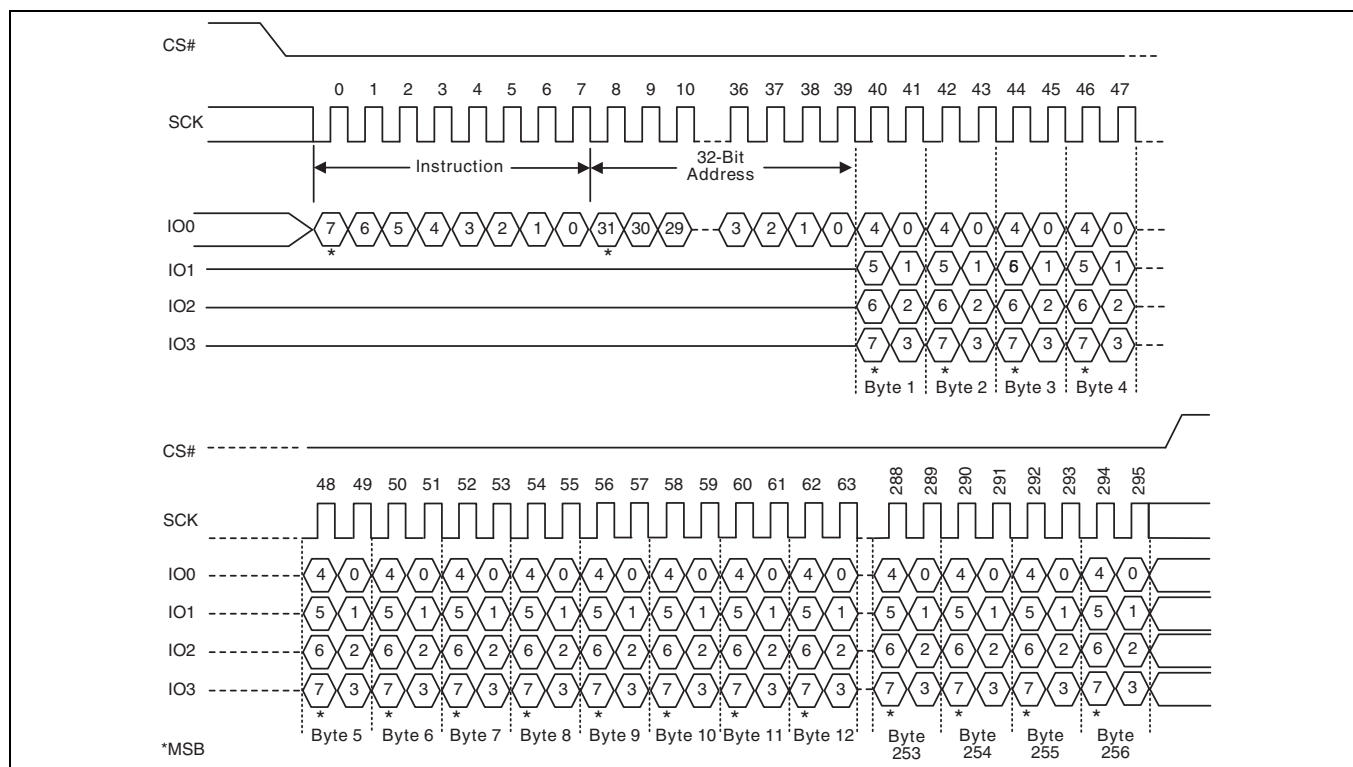 CS#
0 1 2 3 4 5 6 7 8 9 10 36 37 38 39 40 41 42 43 44 45 46 47
SCK
Instruction
32-Bit
Address
IO0 7 6 5 4 3 2 1 0 31 30 29 3 2 1 0 4 0 4 0 4 0 4 0
* *
IO1 5 1 5 1 6 1 5 1
IO2 6 2 6 2 6 2 6 2
IO3 7 3 7 3 7 3 7 3
* * * *
Byte 1 Byte 2 Byte 3 Byte 4
CS#
48 49 50 51 52 53 54 55 56 57 58 59 60 61 62 63 288 289 290 291 292 293 294 295
SCK
IO0 4 0 4 0 4 0 4 0 4 0 4 0 4 0 4 0 4 0 4 0 4 0 4 0
IO1 5 1 5 1 5 1 5 1 5 1 5 1 5 1 5 1 5 1 5 1 5 1 5 1
IO2 6 2 6 2 6 2 6 2 6 2 6 2 6 2 6 2 6 2 6 2 6 2 6 2
IO3 7 3 7 3 7 3 7 3 7 3 7 3 7 3 7 3 7 3 7 3 7 3 7 3
* * * * * * * * * * * *
Byte 5 Byte 6 Byte 7 Byte 8 Byte 9 Byte 10 Byte 11 Byte 12 Byte 253 Byte 254 Byte 255 Byte 256
*MSB